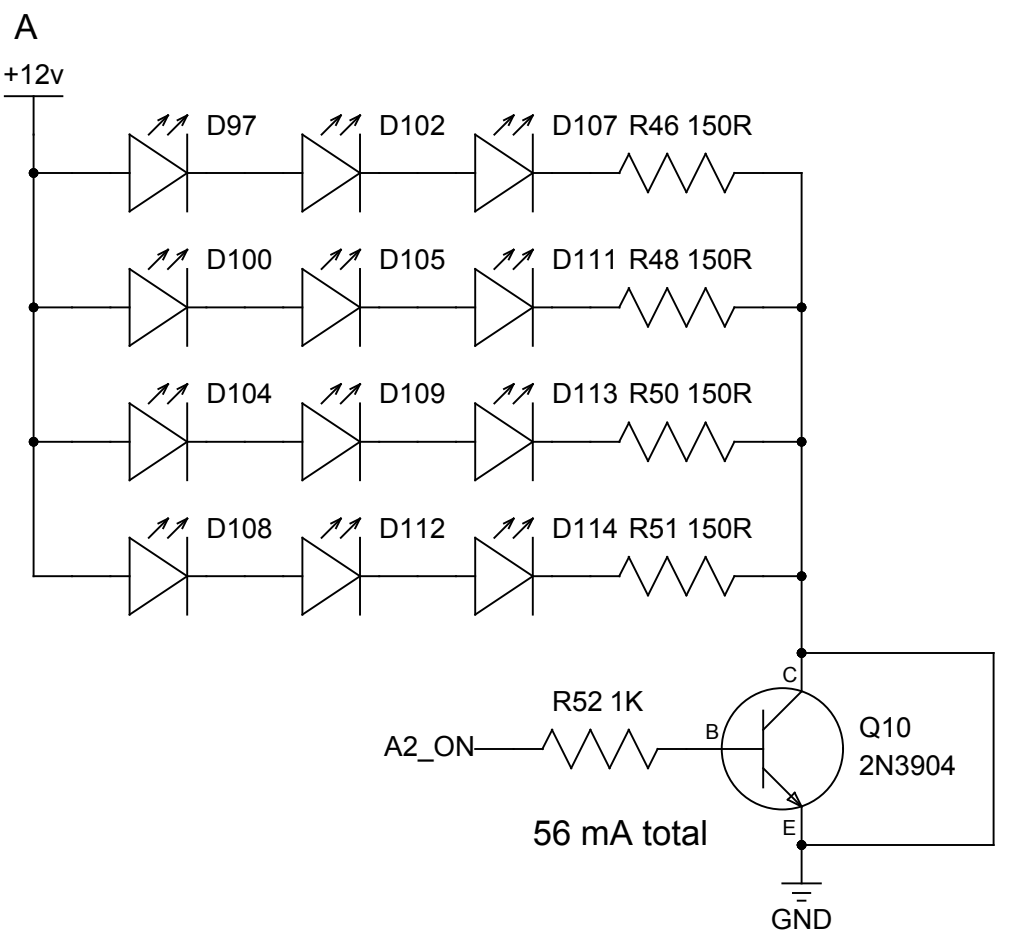 A
+12v
D97 D102 D107 R46 150R
D100 D105 D111 R48 150R
D104 D109 D113 R50 150R
D108 D112 D114 R51 150R
C
R52 1K
B
Q10
A2_ON
2N3904
E
56 mA total
GND